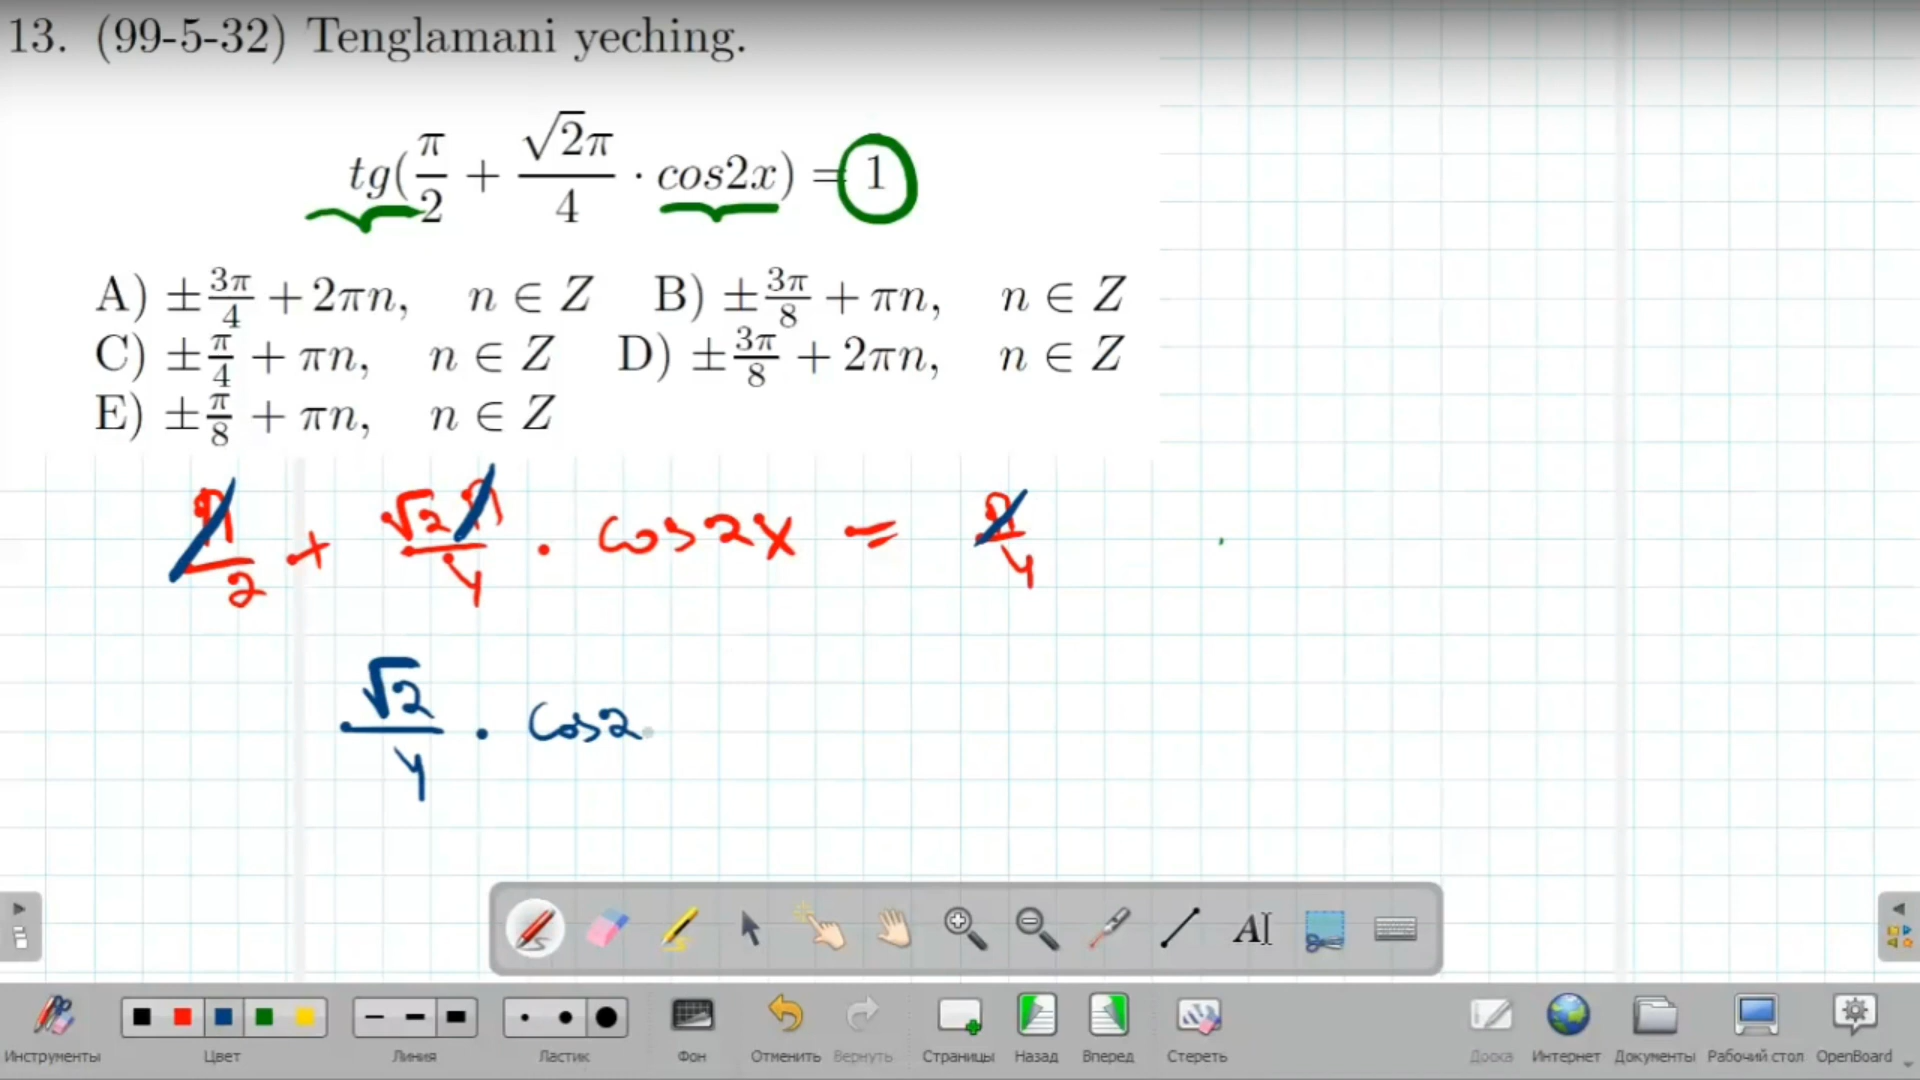 13. (99-5-32) Tenglamani yeching.
tg(π/2 + √2π/4 · cos2x) = 1
A) ±3π/4 + 2πn, n ∈ Z B) ±3π/8 + πn, n ∈ Z
C) ±π/4 + πn, n ∈ Z D) ±3π/8 + 2πn, n ∈ Z
E) ±π/8 + πn, n ∈ Z
π/2 + √2π/4 · cos2x = π/4
√2/4 · cos2
Инструменты Цвет Линия Ластик Фон Отменить Вернуть Страницы Назад Вперед Стереть Доска Интернет Документы Рабочий стол OpenBoard